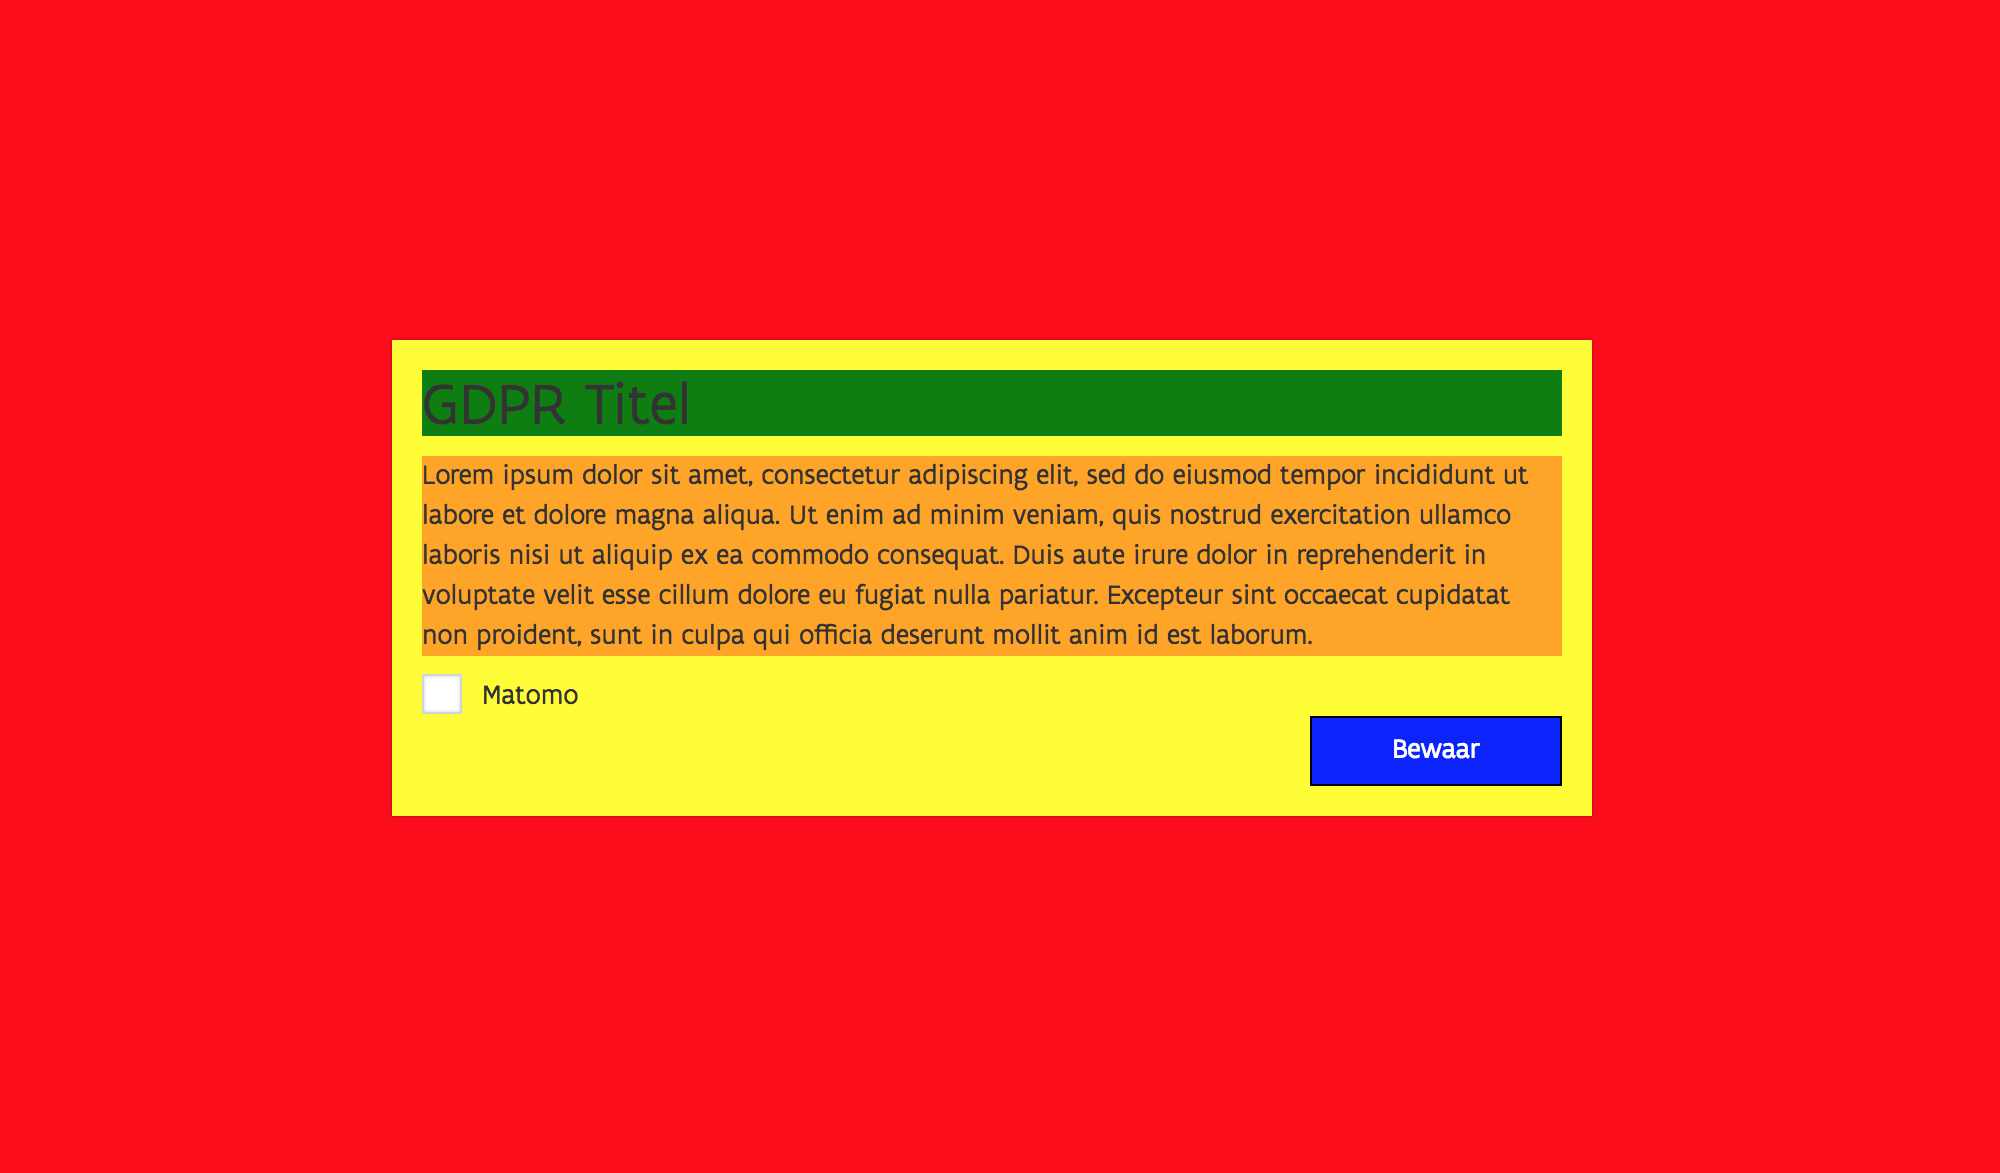 GDPR Titel
Lorem ipsum dolor sit amet, consectetur adipiscing elit, sed do eiusmod tempor incididunt ut
labore et dolore magna aliqua. Ut enim ad minim veniam, quis nostrud exercitation ullamco
laboris nisi ut aliquip ex ea commodo consequat. Duis aute irure dolor in reprehenderit in
voluptate velit esse cillum dolore eu fugiat nulla pariatur. Excepteur sint occaecat cupidatat
non proident, sunt in culpa qui officia deserunt mollit anim id est laborum.
Matomo
Bewaar